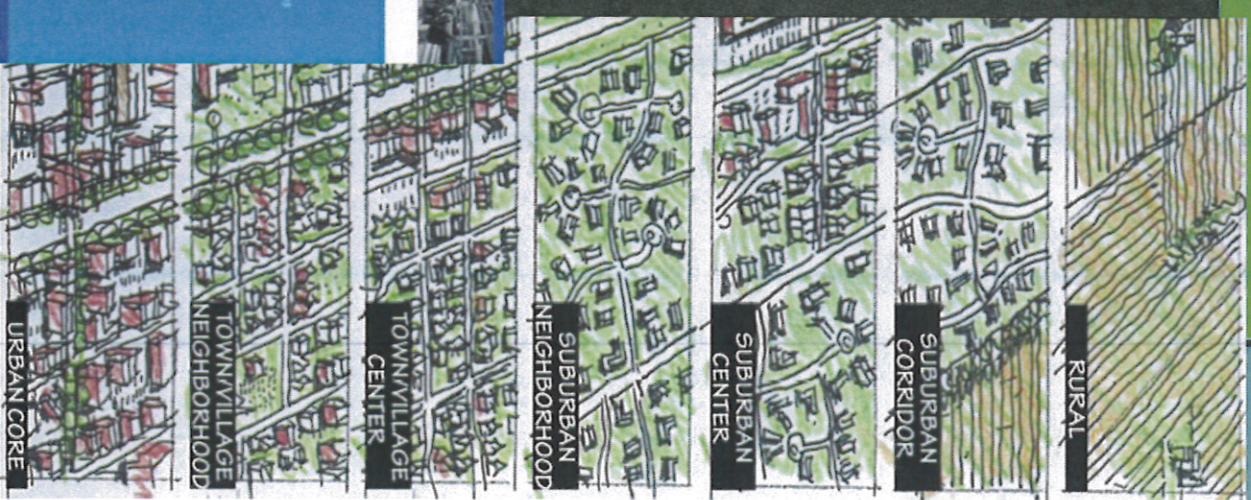 URBAN CORE
TOWN/VILLAGE
NEIGHBORHOOD
TOWN/VILLAGE
CENTER
SUBURBAN
NEIGHBORHOOD
SUBURBAN
CENTER
SUBURBAN
CORRIDOR
RURAL